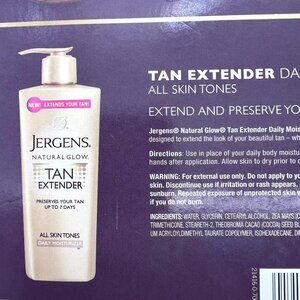 NEW! EXTENDS YOUR TAN!
JERGENS
NATURAL GLOW
TAN
EXTENDER
PRESERVES YOUR TAN
UP TO 7 DAYS
ALL SKIN TONES
DAILY MOISTURIZER
TAN EXTENDER DA
ALL SKIN TONES
EXTEND AND PRESERVE YO
Jergens® Natural Glow® Tan Extender Daily Moi
designed to extend the look of your beautiful tan – wh
Directions: Use in place of your daily body moistur
hands after application. Allow skin to dry prior to c
WARNING: For external use only. Do not apply to yo
skin. Discontinue use if irritation or rash appears.
sunburn. Repeated exposure of unprotected skin w
if you do not burn.
INGREDIENTS: WATER, GLYCERIN, CETEARYL ALCOHOL, ZEA MAYS (C
TRIMETHICONE, STEARETH-2, THEOBROMA CACAO (COCOA) SEED BU
UM ACRYLOYLDIMETHYL TAURATE COPOLYMER, ISOHEXADECANE, DIM